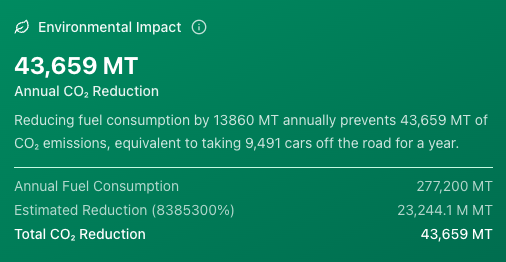 Environmental Impact
43,659 MT
Annual CO₂ Reduction
Reducing fuel consumption by 13860 MT annually prevents 43,659 MT of
CO₂ emissions, equivalent to taking 9,491 cars off the road for a year.
Annual Fuel Consumption 277,200 MT
Estimated Reduction (8385300%) 23,244.1 M MT
Total CO₂ Reduction 43,659 MT